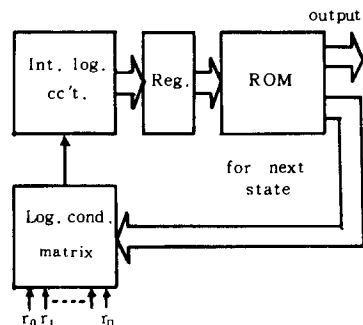 output
Int. log.
cc't.
Reg.
ROM
for next
state
Log. cond.
matrix
r₀ r₁ ----- rₙ